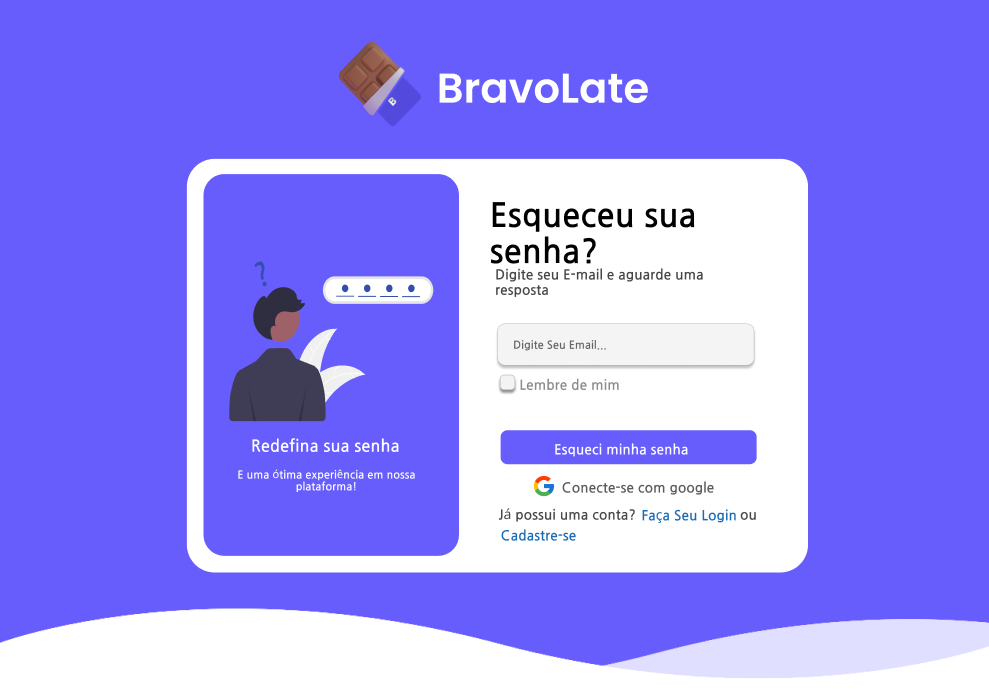 B
BravoLate
?
Redefina sua senha
E uma ótima experiência em nossa
plataforma!
Esqueceu sua
senha?
Digite seu E-mail e aguarde uma
resposta
Digite Seu Email...
Lembre de mim
Esqueci minha senha
Conecte-se com google
Já possui uma conta? Faça Seu Login ou
Cadastre-se